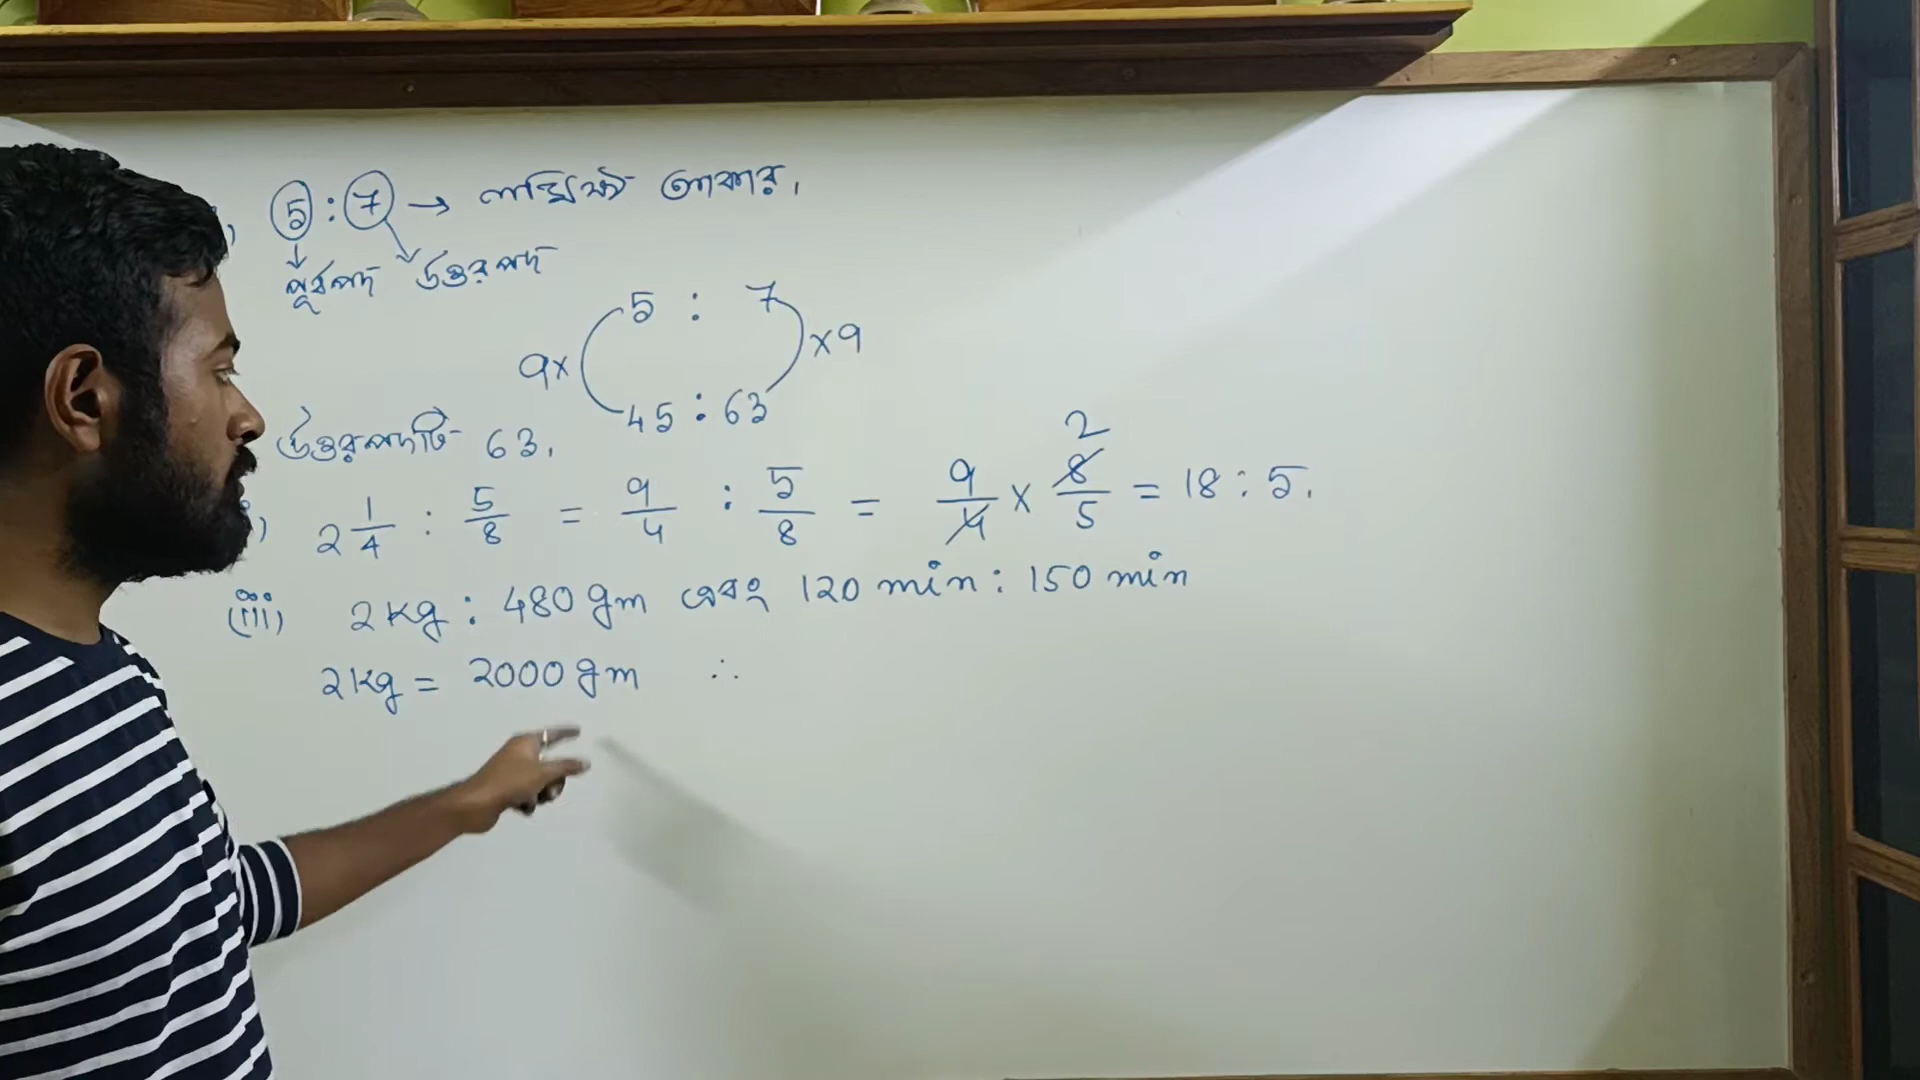 5 : 7 → লঘিষ্ঠ আকার,
পূর্বপদ উত্তরপদ
5 : 7
9× ×9
45 : 63
উত্তরপদটি 63,
2 1/4 : 5/8 = 9/4 : 5/8 = 9/4 × 8/5 2 = 18 : 5,
(iii) 2 kg : 480 gm এবং 120 min : 150 min
2 kg = 2000 gm ∴